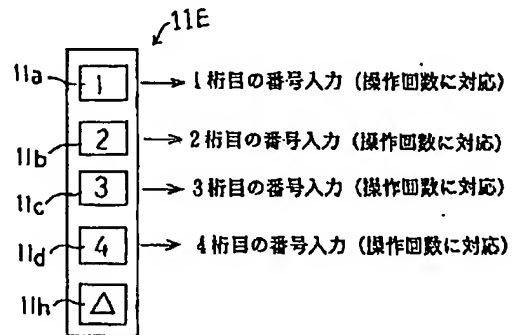 11E
11a 1 → 1桁目の番号入力 (操作回数に対応)
11b 2 → 2桁目の番号入力 (操作回数に対応)
11c 3 → 3桁目の番号入力 (操作回数に対応)
11d 4 → 4桁目の番号入力 (操作回数に対応)
11h △